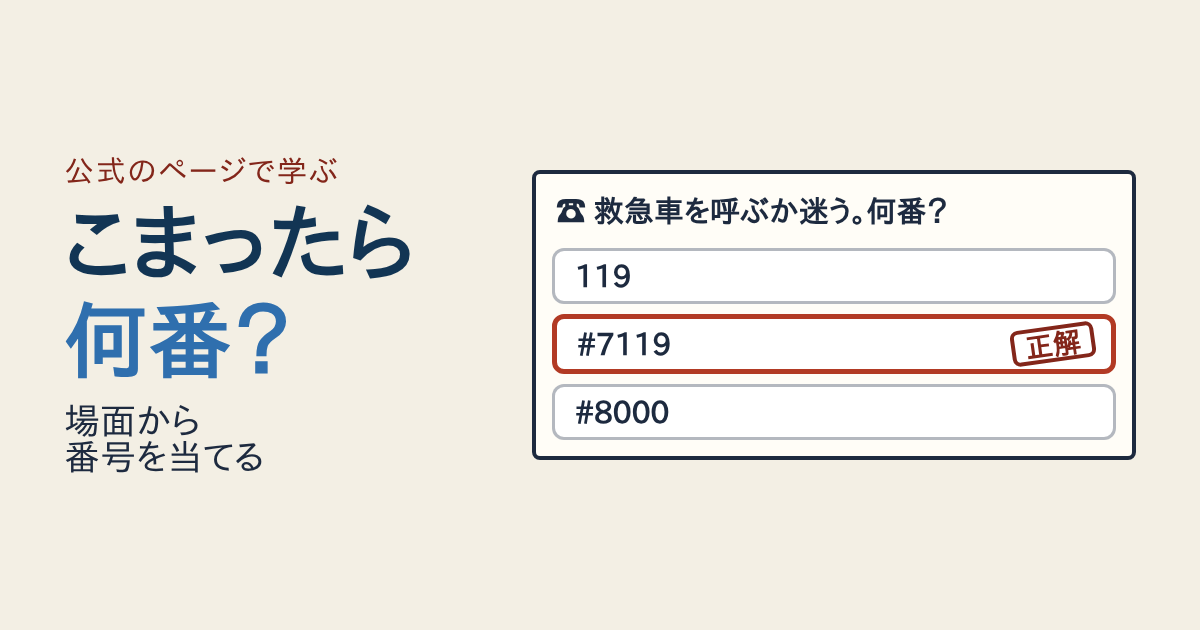 公式のページで学ぶ
こまったら
何番?
場面から
番号を当てる
☎ 救急車を呼ぶか迷う。何番?
119
#7119
正解
#8000